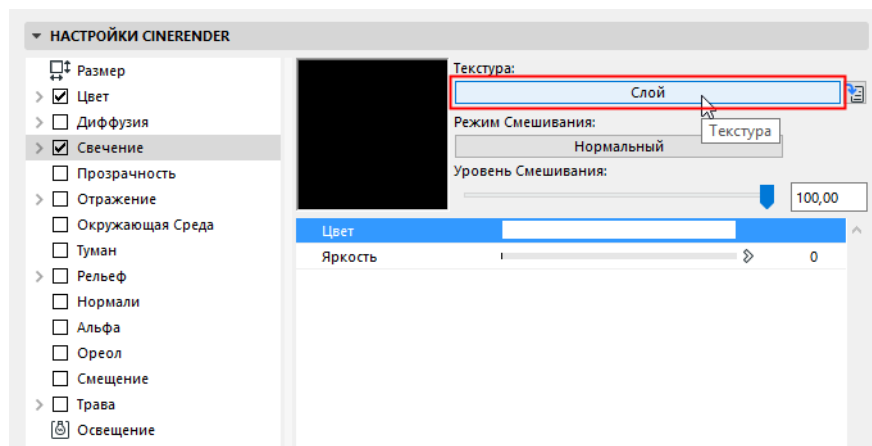 НАСТРОЙКИ CINERENDER
Размер
Цвет
Диффузия
Свечение
Прозрачность
Отражение
Окружающая Среда
Туман
Рельеф
Нормали
Альфа
Ореол
Смещение
Трава
Освещение
Текстура:
Слой
Текстура
Режим Смешивания:
Нормальный
Уровень Смешивания:
100,00
Цвет
Яркость 0